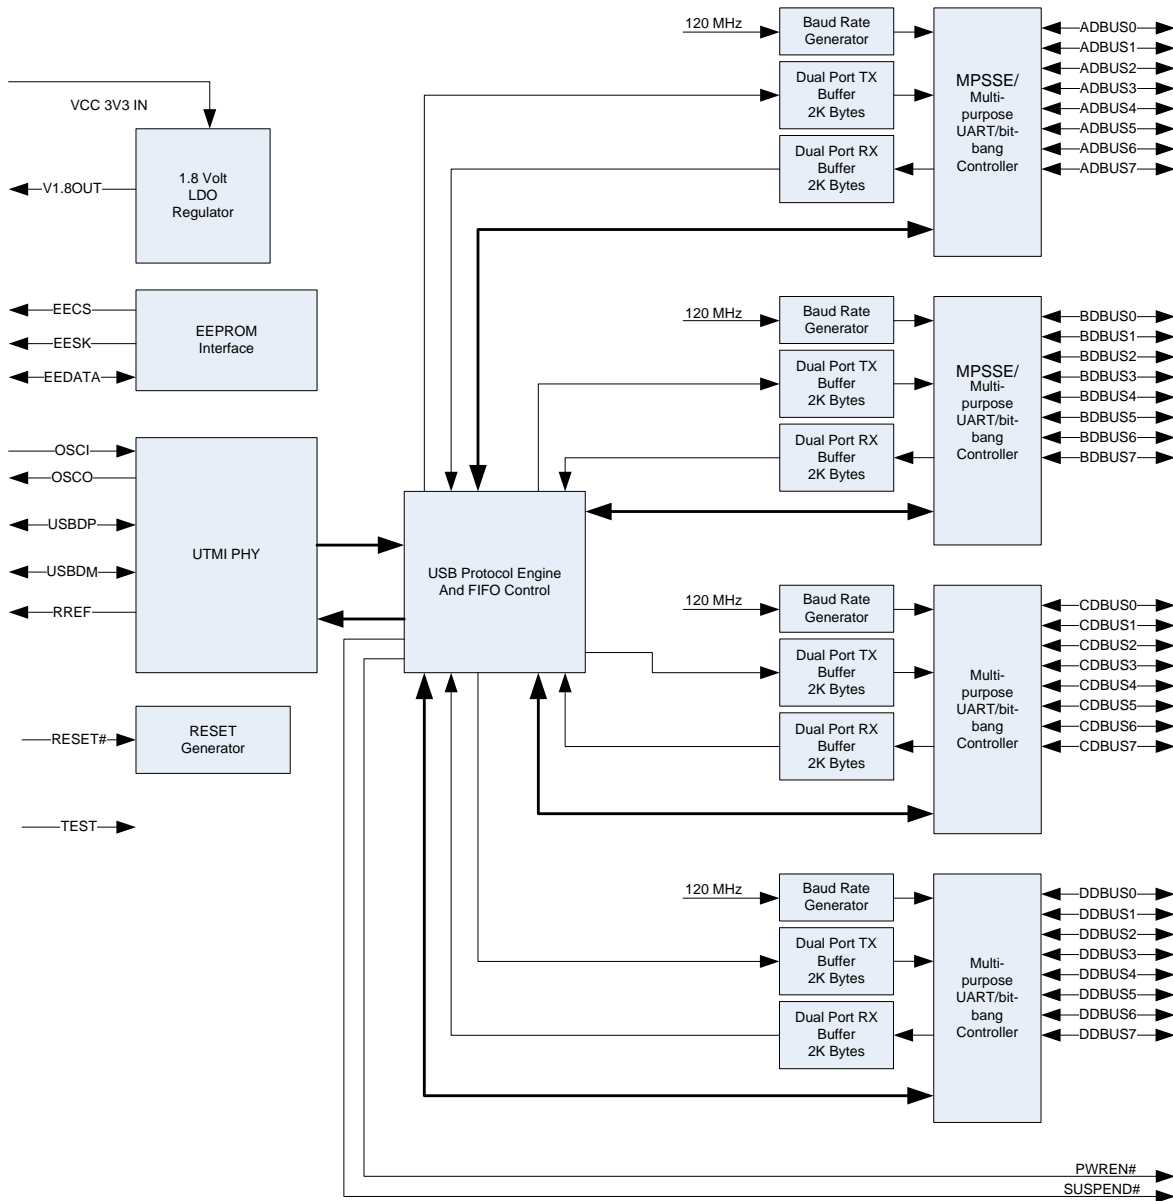 VCC 3V3 IN
1.8 Volt
LDO
Regulator
V1.8OUT
EECS
EESK
EEDATA
EEPROM
Interface
OSCI
OSCO
USBDP
USBDM
RREF
UTMI PHY
RESET#
RESET
Generator
TEST
USB Protocol Engine
And FIFO Control
120 MHz
Baud Rate
Generator
Dual Port TX
Buffer
2K Bytes
Dual Port RX
Buffer
2K Bytes
MPSSE/
Multi-
purpose
UART/bit-
bang
Controller
ADBUS0
ADBUS1
ADBUS2
ADBUS3
ADBUS4
ADBUS5
ADBUS6
ADBUS7
120 MHz
Baud Rate
Generator
Dual Port TX
Buffer
2K Bytes
Dual Port RX
Buffer
2K Bytes
MPSSE/
Multi-
purpose
UART/bit-
bang
Controller
BDBUS0
BDBUS1
BDBUS2
BDBUS3
BDBUS4
BDBUS5
BDBUS6
BDBUS7
120 MHz
Baud Rate
Generator
Dual Port TX
Buffer
2K Bytes
Dual Port RX
Buffer
2K Bytes
Multi-
purpose
UART/bit-
bang
Controller
CDBUS0
CDBUS1
CDBUS2
CDBUS3
CDBUS4
CDBUS5
CDBUS6
CDBUS7
120 MHz
Baud Rate
Generator
Dual Port TX
Buffer
2K Bytes
Dual Port RX
Buffer
2K Bytes
Multi-
purpose
UART/bit-
bang
Controller
DDBUS0
DDBUS1
DDBUS2
DDBUS3
DDBUS4
DDBUS5
DDBUS6
DDBUS7
PWREN#
SUSPEND#